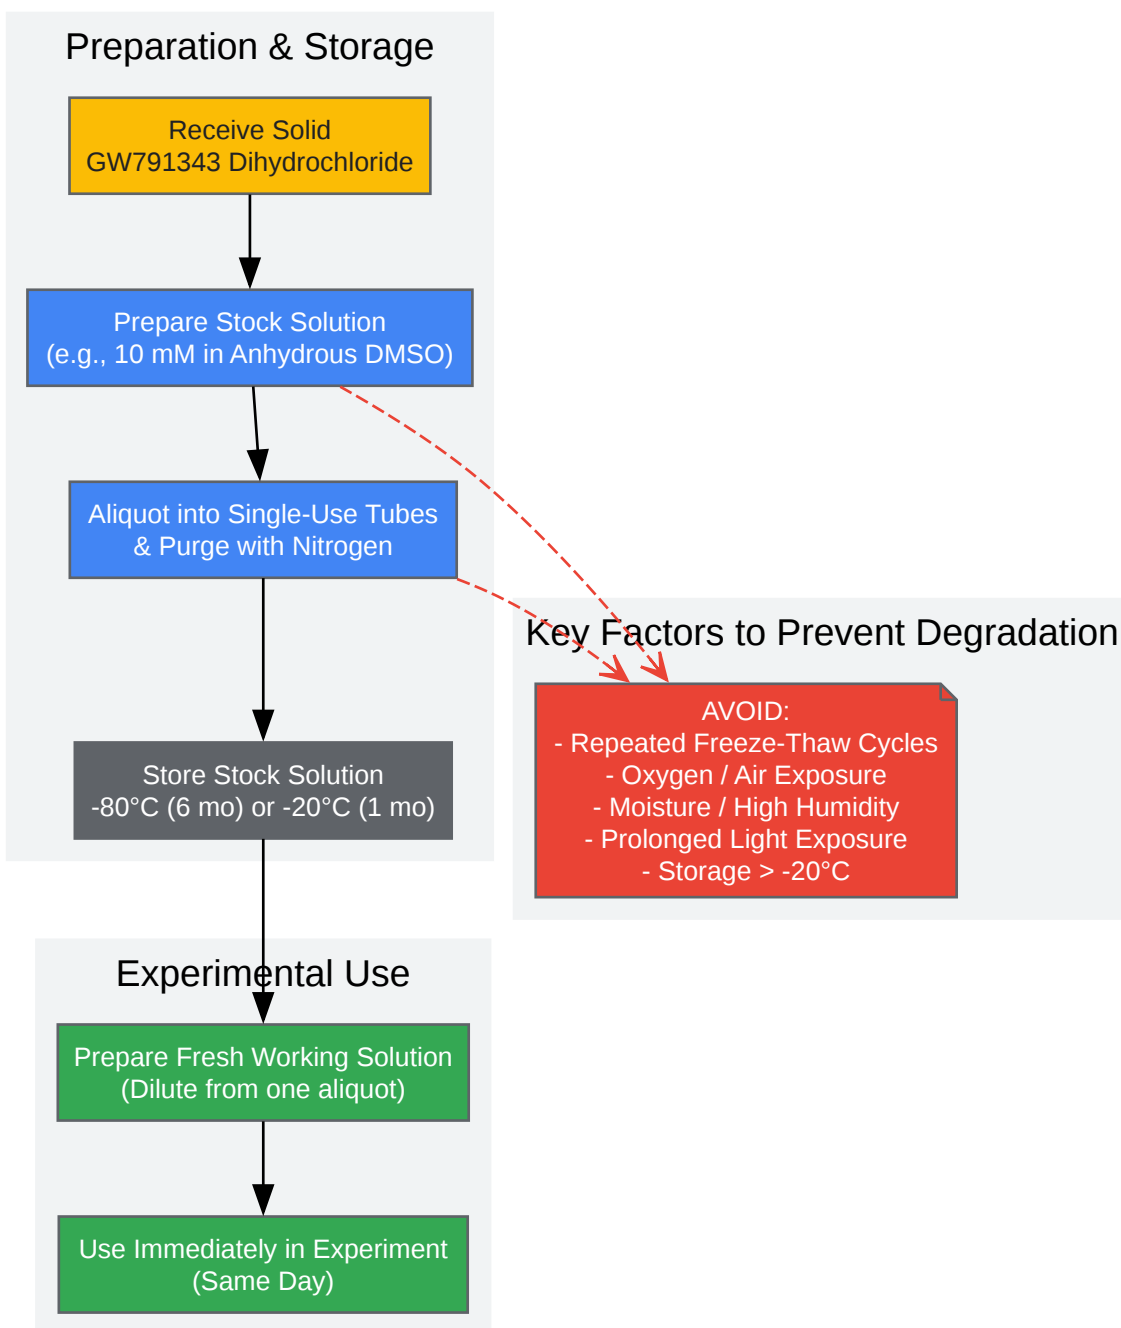 Preparation & Storage
Receive Solid
GW791343 Dihydrochloride
Prepare Stock Solution
(e.g., 10 mM in Anhydrous DMSO)
Aliquot into Single-Use Tubes
& Purge with Nitrogen
Store Stock Solution
-80°C (6 mo) or -20°C (1 mo)
Key Factors to Prevent Degradation
AVOID:
- Repeated Freeze-Thaw Cycles
- Oxygen / Air Exposure
- Moisture / High Humidity
- Prolonged Light Exposure
- Storage > -20°C
Experimental Use
Prepare Fresh Working Solution
(Dilute from one aliquot)
Use Immediately in Experiment
(Same Day)